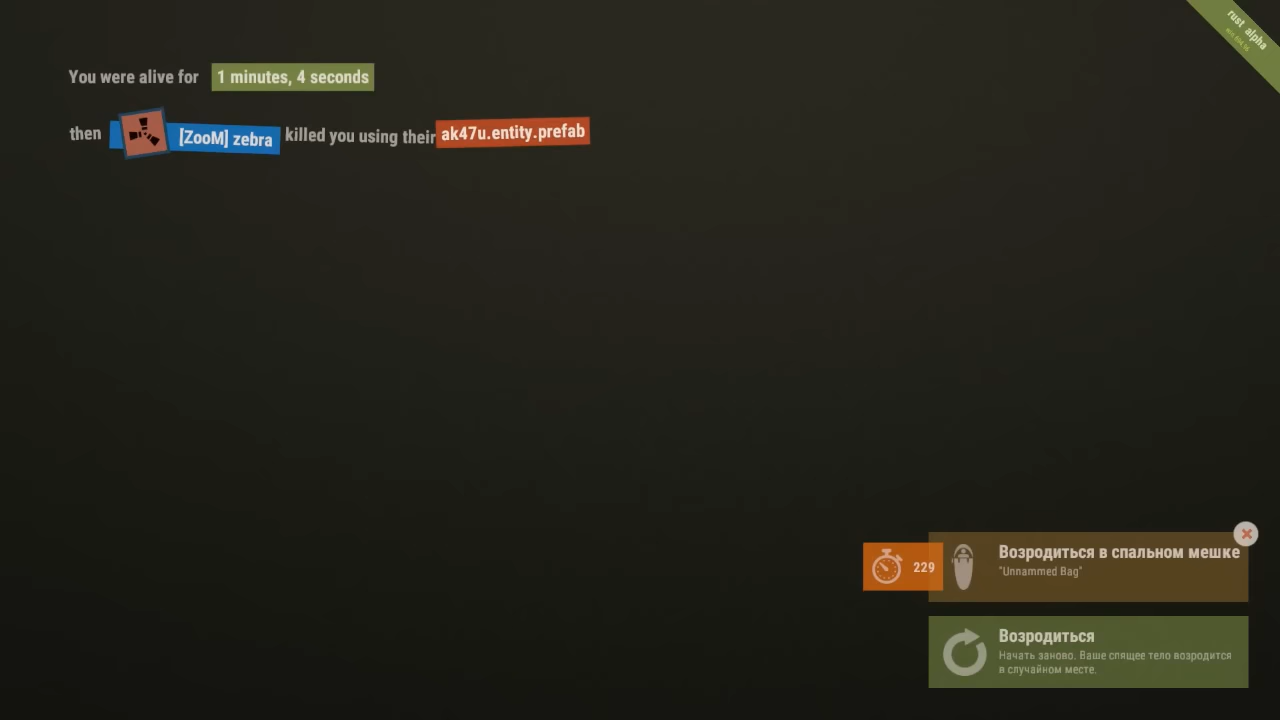 rust alpha
You were alive for 1 minutes, 4 seconds
then [ZooM] zebra killed you using their ak47u.entity.prefab
229
Возродиться в спальном мешке
"Unnammed Bag"
Возродиться
Начать заново. Ваше спящее тело возродится
в случайном месте.